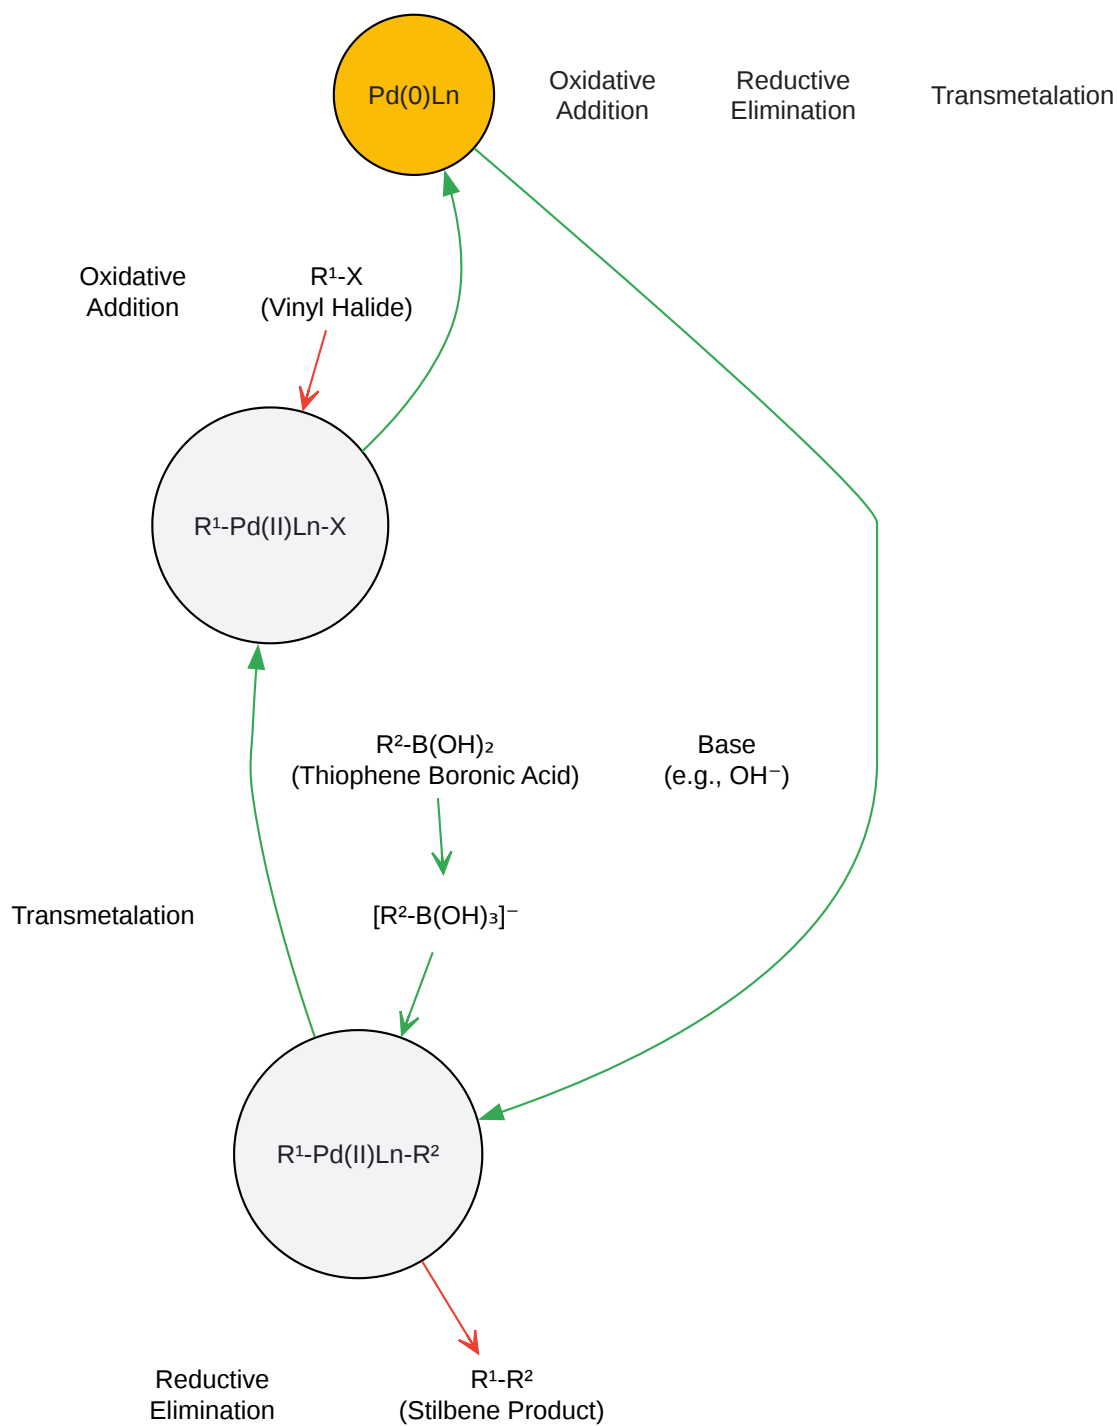 Pd(0)Ln
Oxidative
Addition
Reductive
Elimination
Transmetalation
Oxidative
Addition
R¹-X
(Vinyl Halide)
R¹-Pd(II)Ln-X
R²-B(OH)₂
(Thiophene Boronic Acid)
Base
(e.g., OH⁻)
Transmetalation
[R²-B(OH)₃]⁻
R¹-Pd(II)Ln-R²
Reductive
Elimination
R¹-R²
(Stilbene Product)